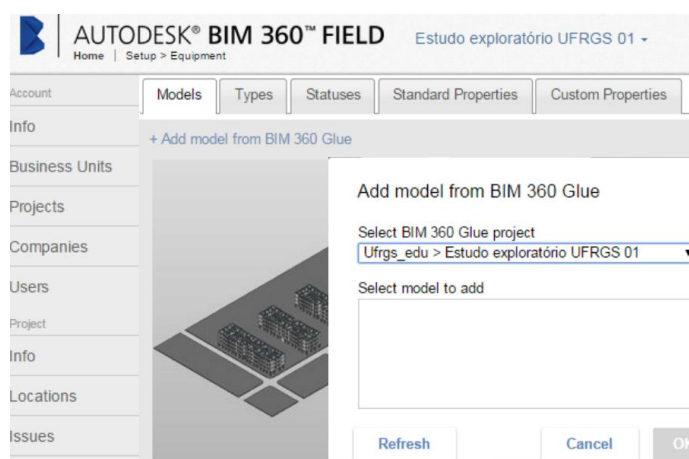 AUTODESK® BIM 360™ FIELD
Estudo exploratório UFRGS 01
Home | Setup > Equipment
Account
Info
Business Units
Projects
Companies
Users
Project
Info
Locations
Issues
Models Types Statuses Standard Properties Custom Properties
+ Add model from BIM 360 Glue
Add model from BIM 360 Glue
Select BIM 360 Glue project
Ufrgs_edu > Estudo exploratório UFRGS 01
Select model to add
Refresh Cancel OK